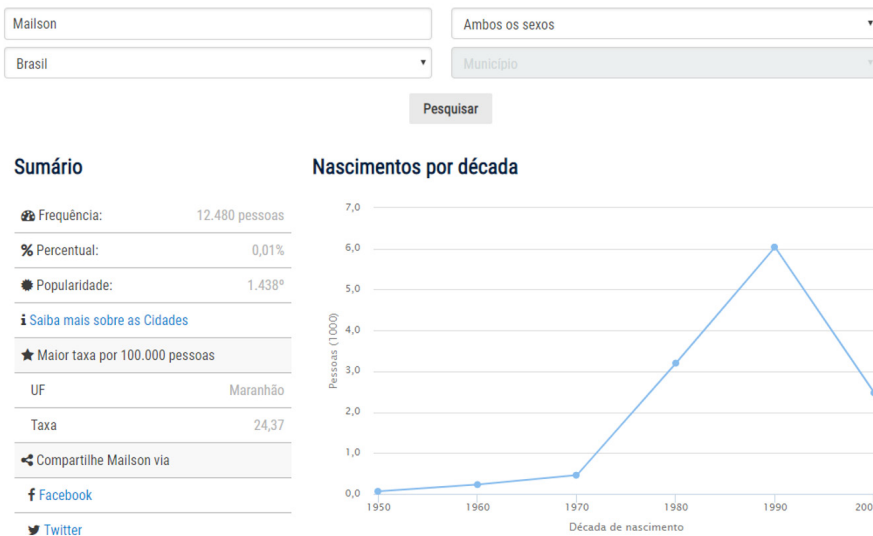 Mailson
Ambos os sexos
Brasil
Município
Pesquisar
Sumário
Frequência: 12.480 pessoas
Percentual: 0,01%
Popularidade: 1.438º
Saiba mais sobre as Cidades
Maior taxa por 100.000 pessoas
UF Maranhão
Taxa 24,37
Compartilhe Mailson via
Facebook
Twitter
Nascimentos por década
7,0
6,0
5,0
4,0
3,0
2,0
1,0
0,0
Pessoas (1000)
1950 1960 1970 1980 1990 200
Década de nascimento